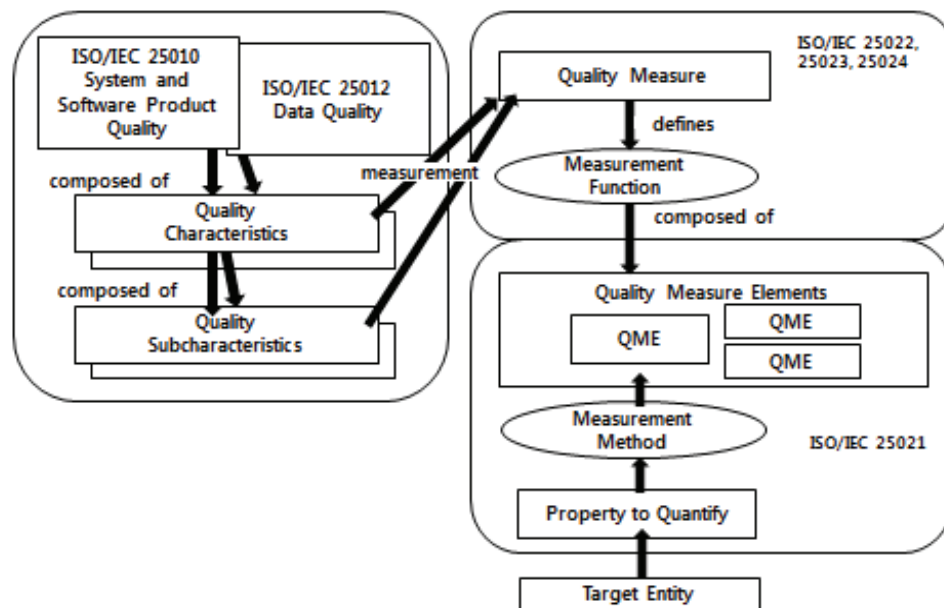 ISO/IEC 25010
System and
Software Product
Quality
ISO/IEC 25012
Data Quality
composed of
Quality
Characteristics
composed of
Quality
Subcharacteristics
measurement
ISO/IEC 25022,
25023, 25024
Quality Measure
defines
Measurement
Function
composed of
Quality Measure Elements
QME
QME
QME
Measurement
Method
ISO/IEC 25021
Property to Quantify
Target Entity